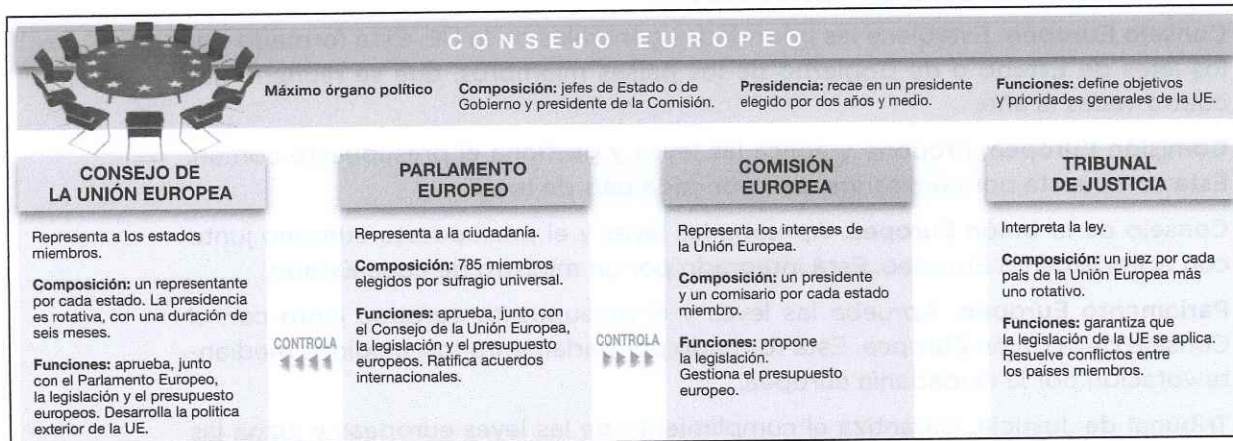 CONSEJO EUROPEO
Máximo órgano político
Composición: jefes de Estado o de
Gobierno y presidente de la Comisión.
Presidencia: recae en un presidente
elegido por dos años y medio.
Funciones: define objetivos
y prioridades generales de la UE.
CONSEJO DE
LA UNIÓN EUROPEA
Representa a los estados
miembros.
Composición: un representante
por cada estado. La presidencia
es rotativa, con una duración de
seis meses.
Funciones: aprueba, junto
con el Parlamento Europeo,
la legislación y el presupuesto
europeos. Desarrolla la política
exterior de la UE.
CONTROLA
PARLAMENTO
EUROPEO
Representa a la ciudadanía
Composición: 785 miembros
elegidos por sufragio universal.
Funciones: aprueba, junto con
el Consejo de la Unión Europea,
la legislación y el presupuesto
europeos. Ratifica acuerdos
internacionales.
CONTROLA
COMISIÓN
EUROPEA
Representa los intereses de
la Unión Europea.
Composición: un presidente
y un comisario por cada estado
miembro.
Funciones: propone
la legislación.
Gestiona el presupuesto
europeo.
TRIBUNAL
DE JUSTICIA
Interpreta la ley.
Composición: un juez por cada
país de la Unión Europea más
uno rotativo.
Funciones: garantiza que
la legislación de la UE se aplica.
Resuelve conflictos entre
los países miembros.